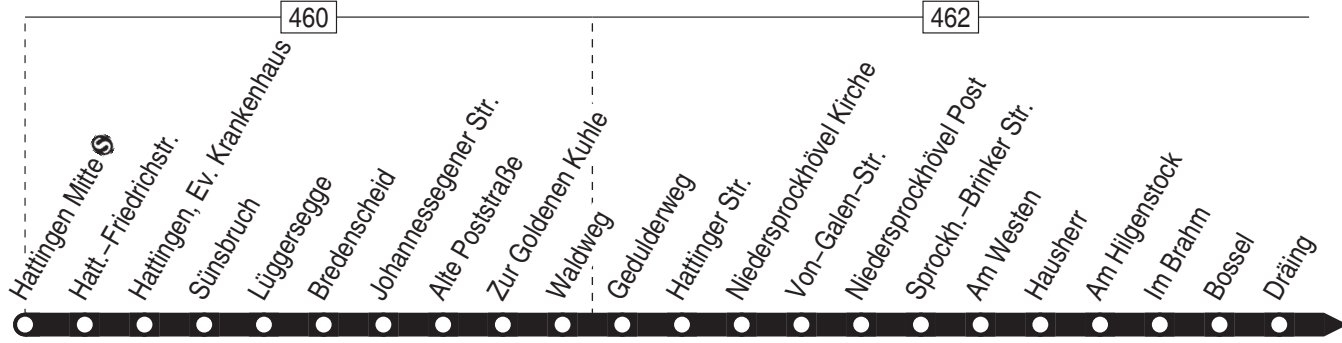 460
462
Hattingen Mitte S
Hatt.–Friedrichstr.
Hattingen, Ev. Krankenhaus
Sünsbruch
Lüggersegge
Bredenscheid
Johannessegener Str.
Alte Poststraße
Zur Goldenen Kuhle
Waldweg
Gedulderweg
Hattinger Str.
Niedersprockhövel Kirche
Von–Galen–Str.
Niedersprockhövel Post
Sprockh.–Brinker Str.
Am Westen
Hausherr
Am Hilgenstock
Im Brahm
Bossel
Dräing